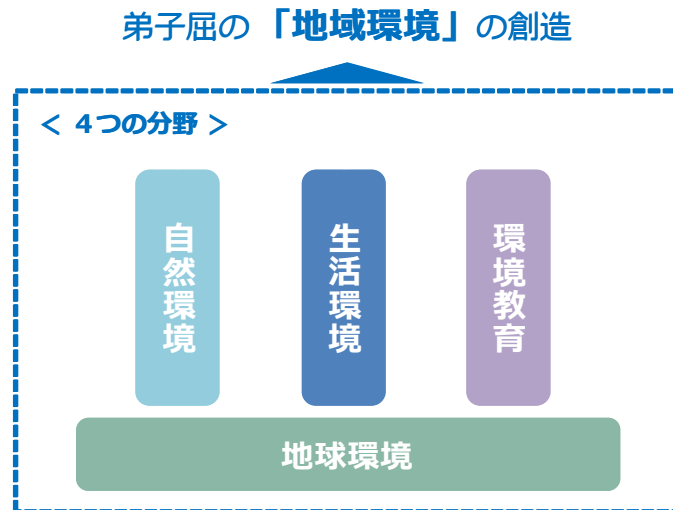 弟子屈の「地域環境」の創造
＜ ４つの分野 ＞
自然環境
生活環境
環境教育
地球環境